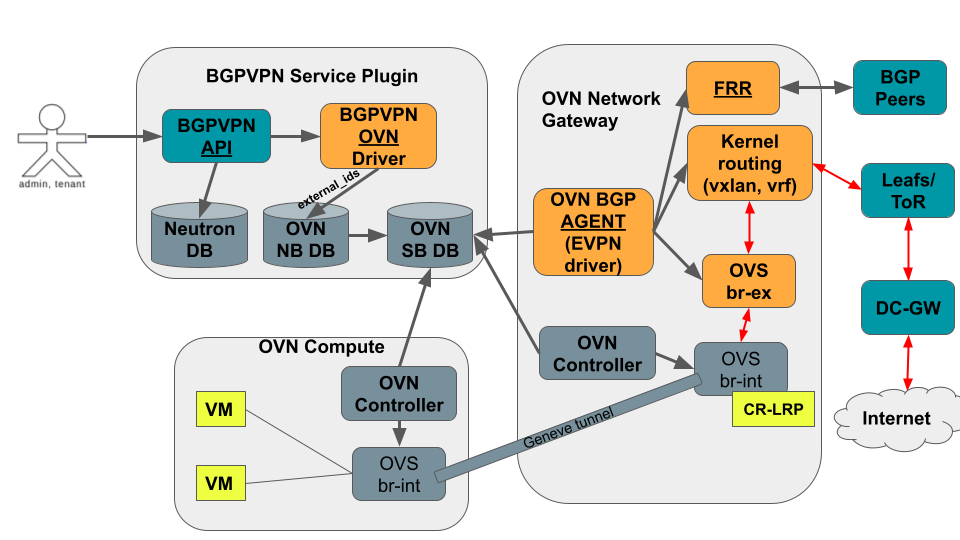 BGPVPN Service Plugin
BGPVPN
API
BGPVPN
OVN
Driver
admin, tenant
external_ids
Neutron
DB
OVN
NB DB
OVN
SB DB
OVN Network
Gateway
FRR
BGP
Peers
Kernel
routing
(vxlan, vrf)
Leafs/
ToR
OVN BGP
AGENT
(EVPN
driver)
OVS
br-ex
DC-GW
OVN
Controller
OVS
br-int
CR-LRP
Internet
OVN Compute
OVN
Controller
VM
VM
OVS
br-int
Geneve tunnel